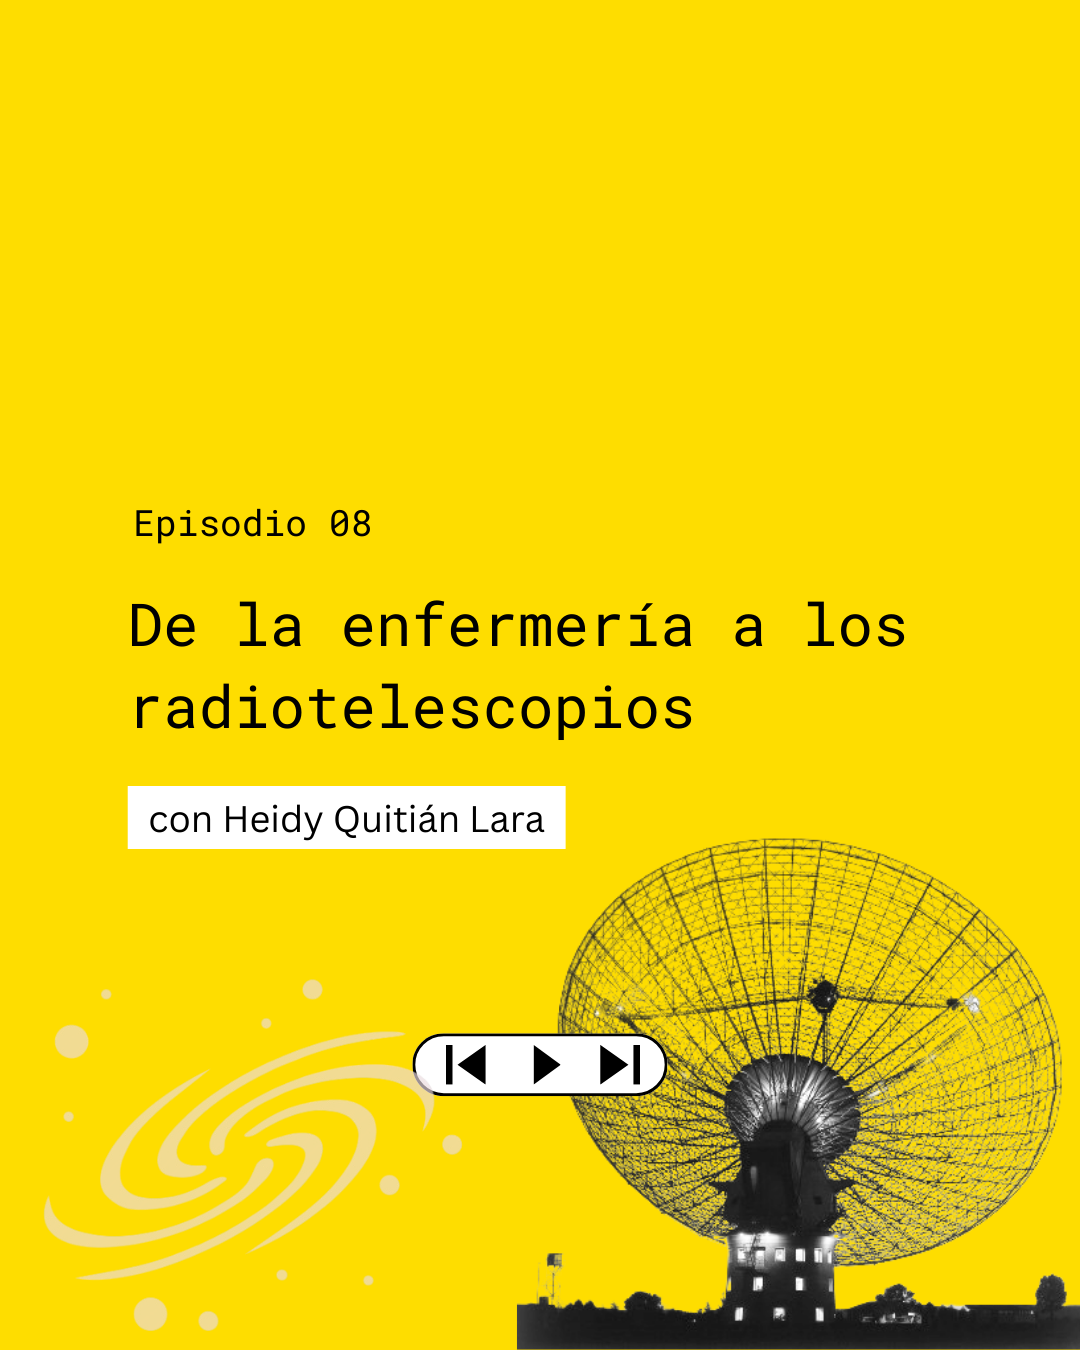 Episodio 08
De la enfermería a los
radiotelescopios
con Heidy Quitián Lara